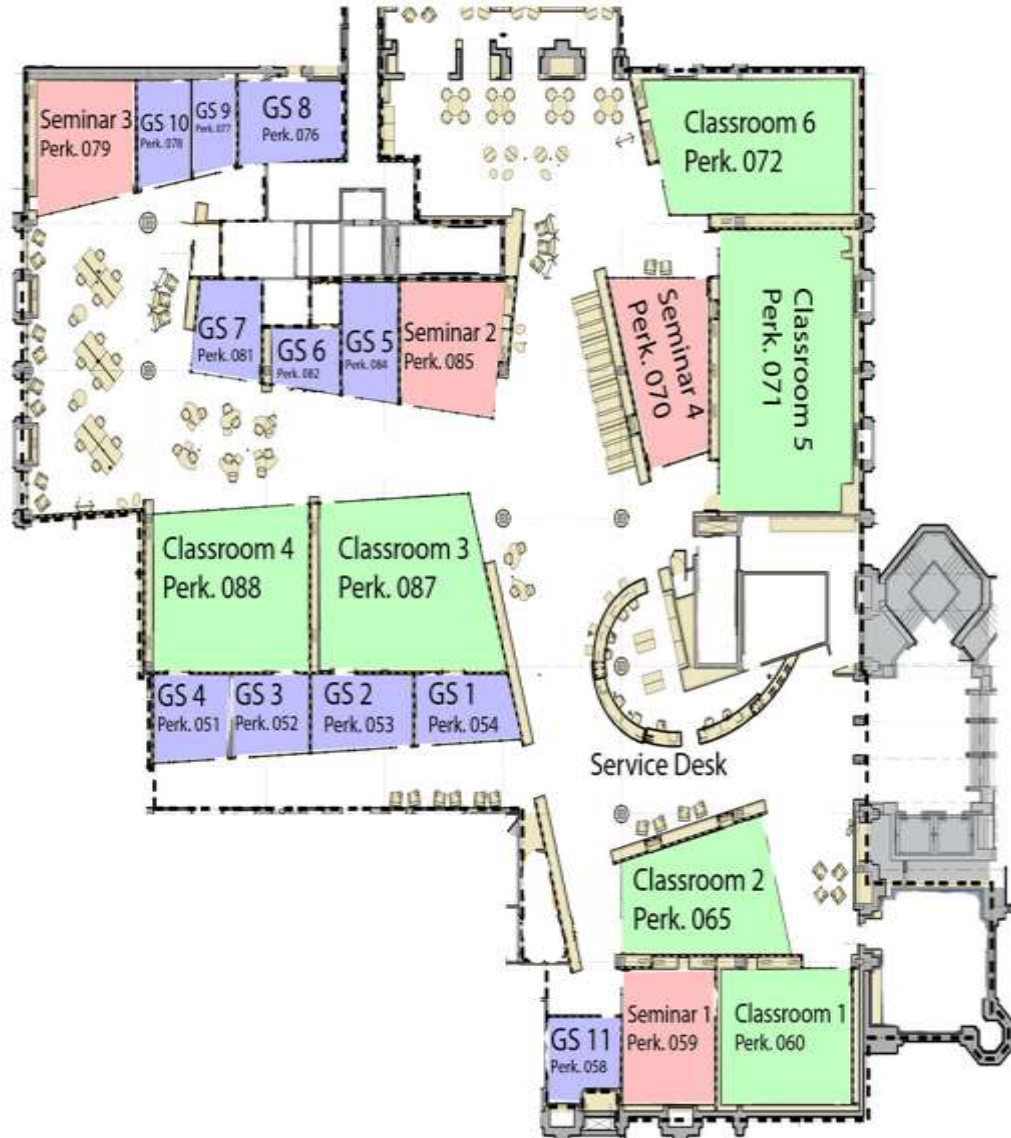 Seminar 3
Perk. 079
GS 10
Perk. 078
GS 9
Perk. 077
GS 8
Perk. 076
Classroom 6
Perk. 072
GS 7
Perk. 081
GS 6
Perk. 082
GS 5
Perk. 084
Seminar 2
Perk. 085
Seminar 4
Perk. 070
Classroom 5
Perk. 071
Classroom 4
Perk. 088
Classroom 3
Perk. 087
GS 4
Perk. 051
GS 3
Perk. 052
GS 2
Perk. 053
GS 1
Perk. 054
Service Desk
Classroom 2
Perk. 065
GS 11
Perk. 058
Seminar 1
Perk. 059
Classroom 1
Perk. 060